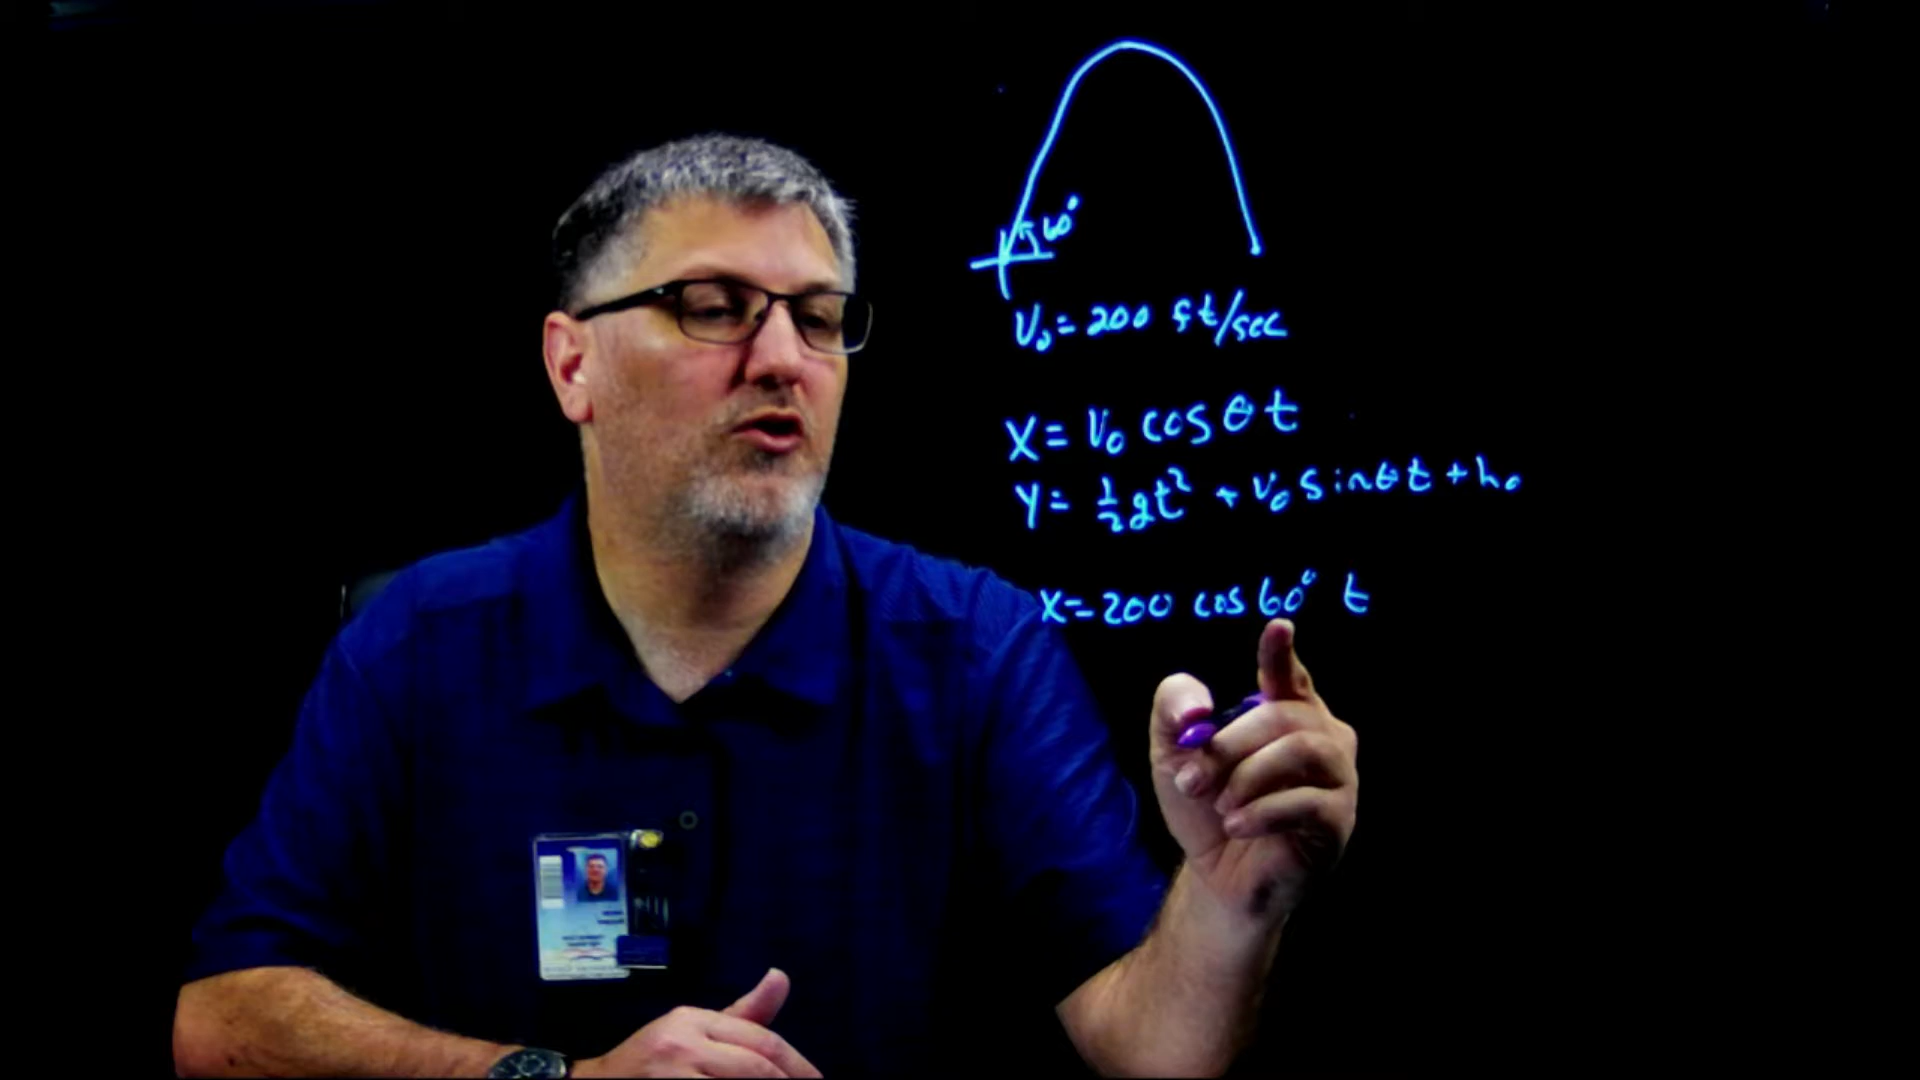 60°
V₀ = 200 ft/sec
X = V₀ cos θ t
Y = ½gt² + V₀ sin θ t + h₀
X = 200 cos 60° t